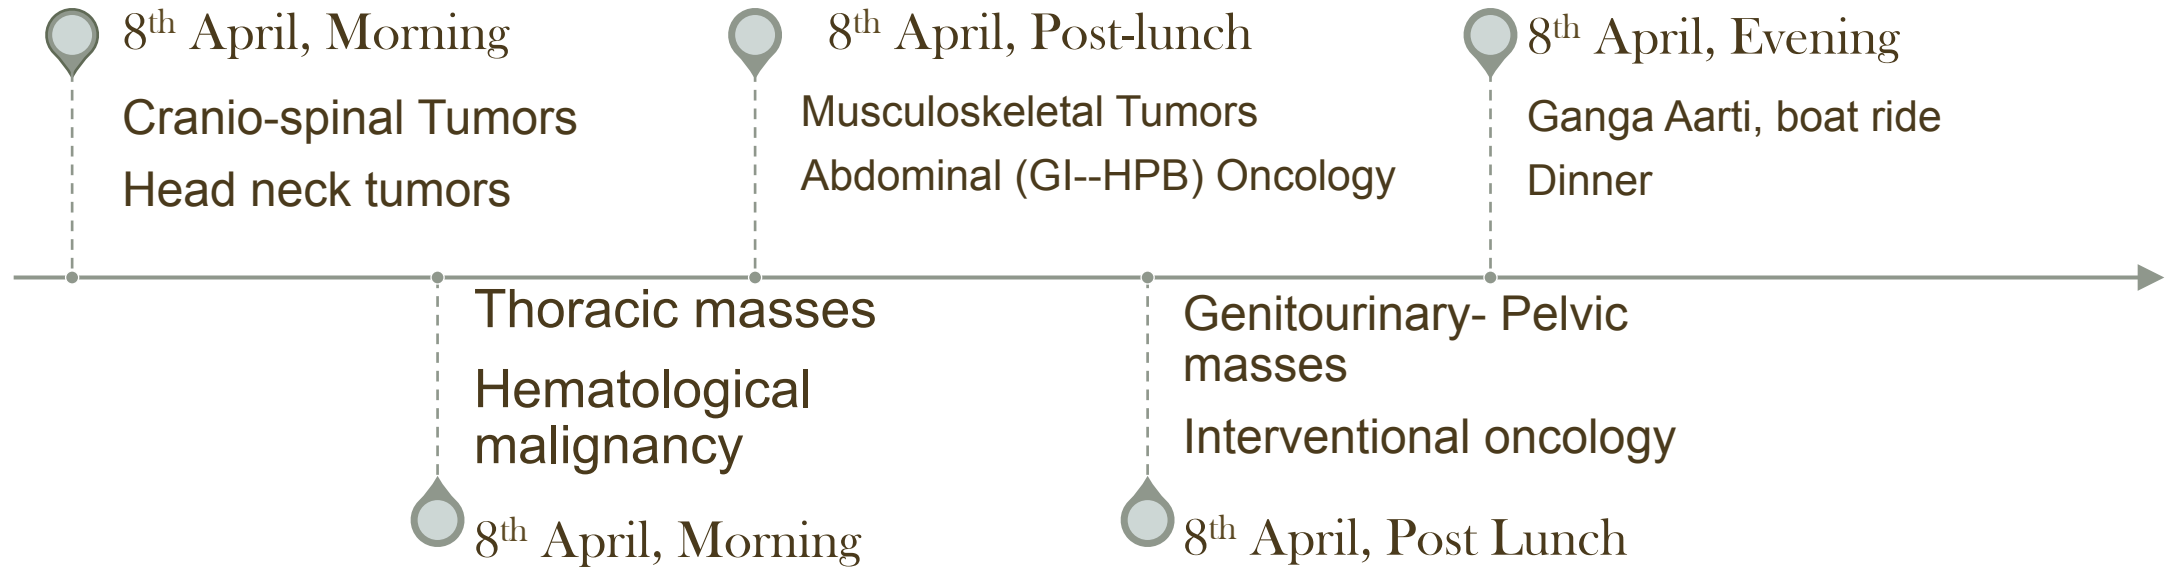 8th April, Morning
Cranio-spinal Tumors
Head neck tumors
Thoracic masses
Hematological
malignancy
8th April, Morning
8th April, Post-lunch
Musculoskeletal Tumors
Abdominal (GI--HPB) Oncology
Genitourinary- Pelvic
masses
Interventional oncology
8th April, Post Lunch
8th April, Evening
Ganga Aarti, boat ride
Dinner